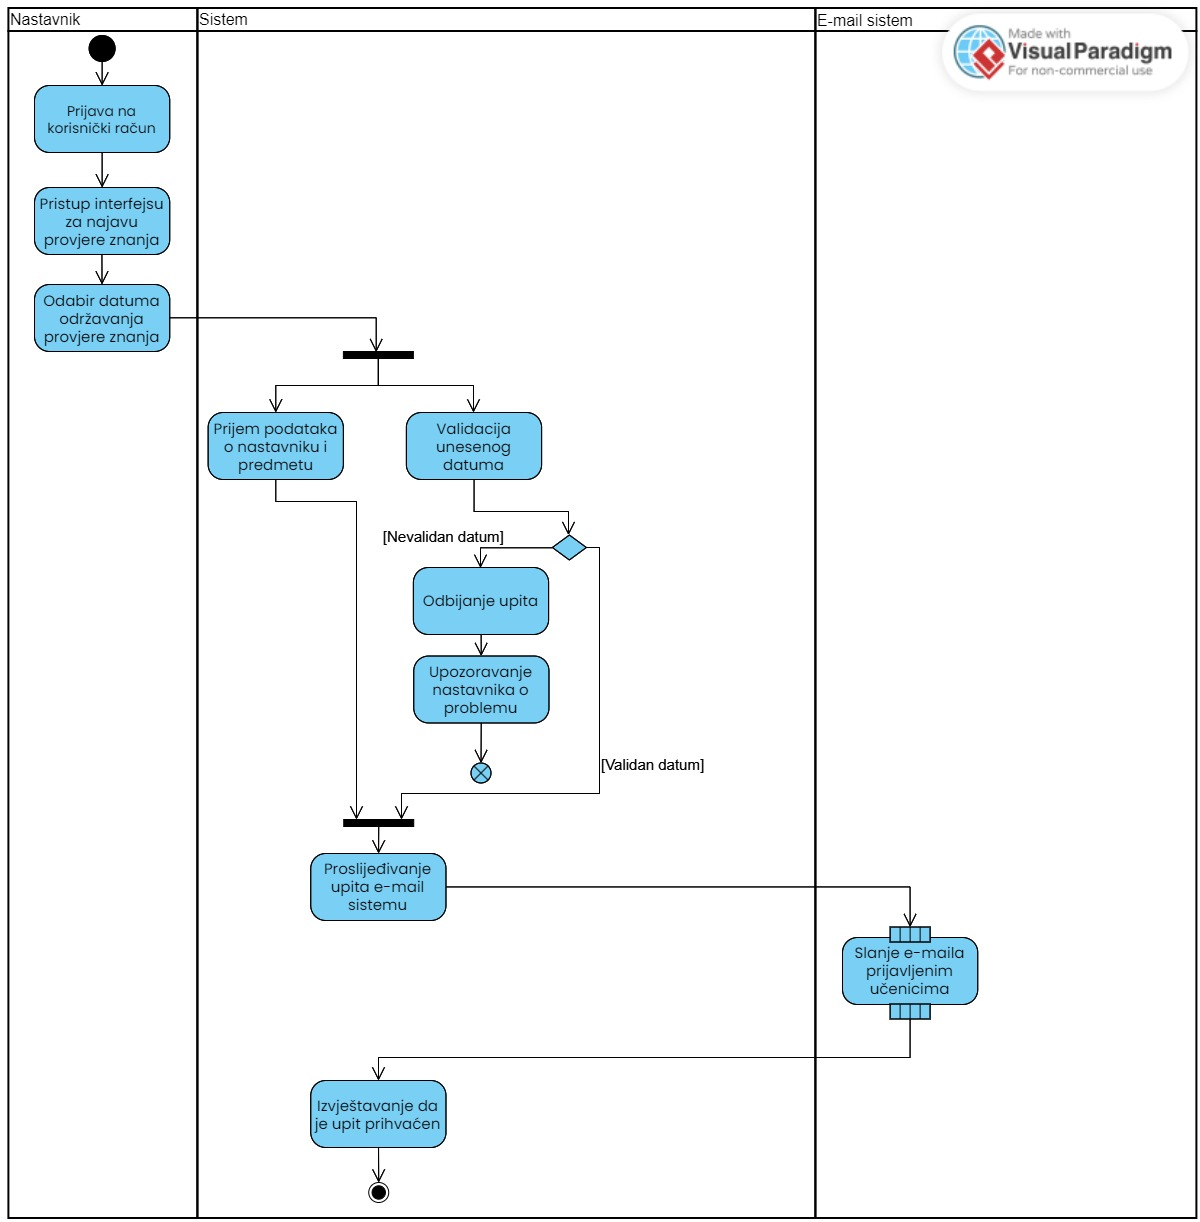 Nastavnik
Sistem
E-mail sistem
Made with
Visual Paradigm
For non-commercial use
Prijava na
korisnički račun
Pristup interfejsu
za najavu
provjere znanja
Odabir datuma
održavanja
provjere znanja
Prijem podataka
o nastavniku i
predmetu
Validacija
unesenog
datuma
[Nevalidan datum]
Odbijanje upita
Upozoravanje
nastavnika o
problemu
[Validan datum]
Proslijeđivanje
upita e-mail
sistemu
Slanje e-maila
prijavljenim
učenicima
Izvještavanje da
je upit prihvaćen